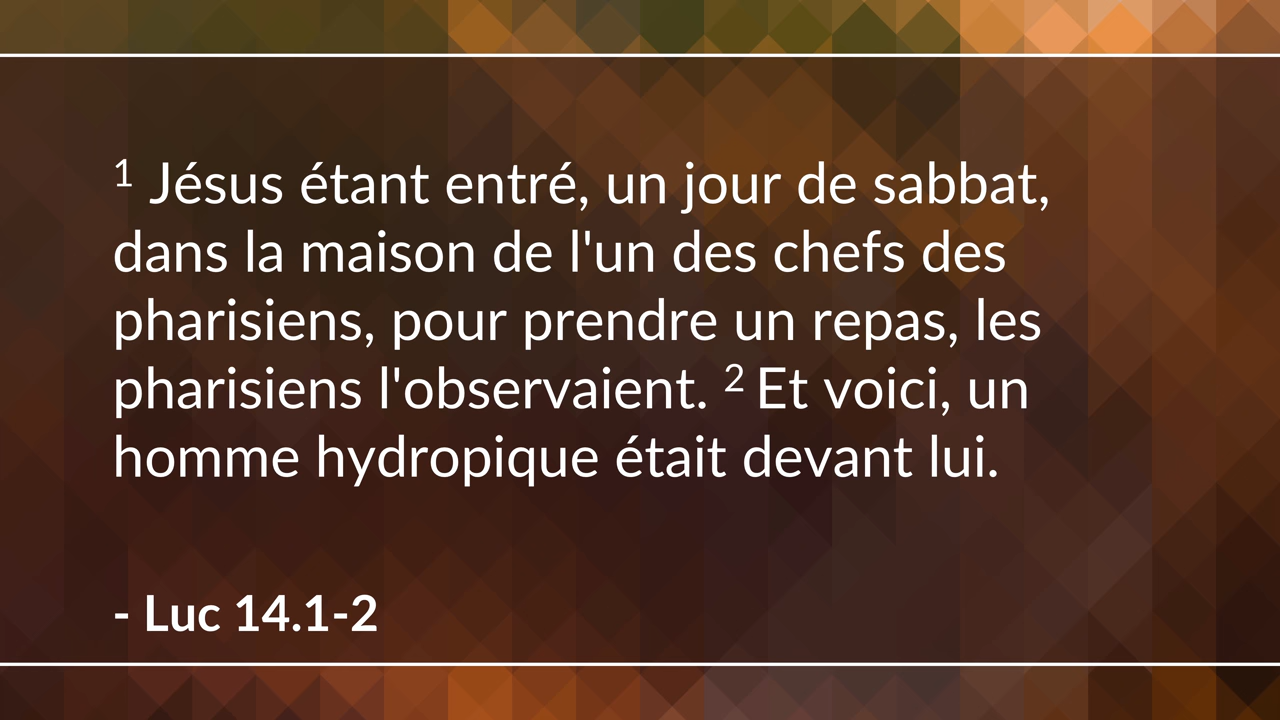 1 Jésus étant entré, un jour de sabbat,
dans la maison de l'un des chefs des
pharisiens, pour prendre un repas, les
pharisiens l'observaient. 2 Et voici, un
homme hydropique était devant lui.
- Luc 14.1-2